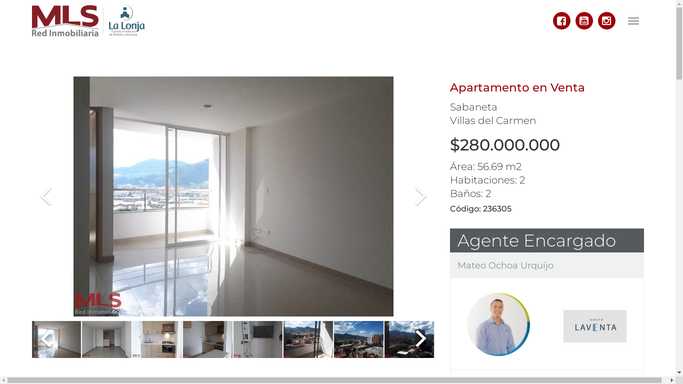 MLS
Red Inmobiliaria
La Lonja
Apartamento en Venta
Sabaneta
Villas del Carmen
$280.000.000
Área: 56.69 m2
Habitaciones: 2
Baños: 2
Código: 236305
Agente Encargado
Mateo Ochoa Urquijo
MLS
Red Inmobiliaria
LAVENTA